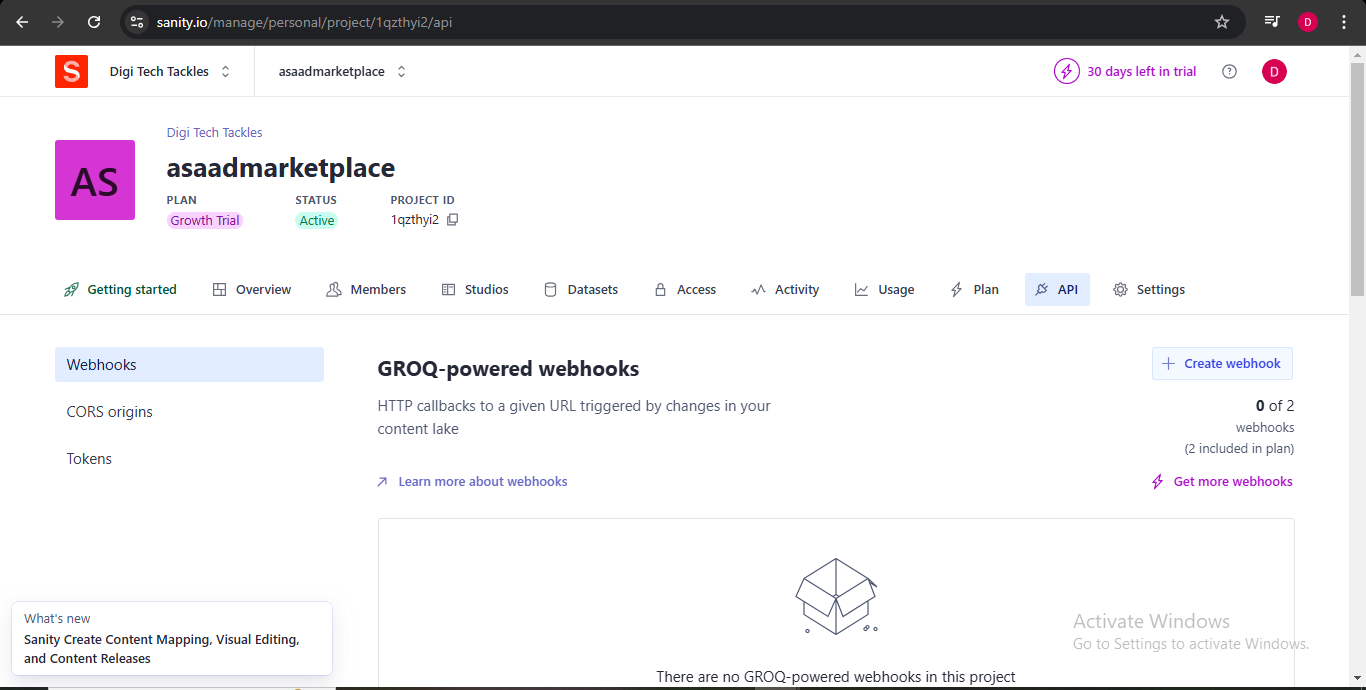 sanity.io/manage/personal/project/1qzthyi2/api
D
S
Digi Tech Tackles
asaadmarketplace
30 days left in trial
D
Digi Tech Tackles
AS
asaadmarketplace
PLAN STATUS PROJECT ID
Growth Trial Active 1qzthyi2
Getting started Overview Members Studios Datasets Access Activity Usage Plan API Settings
Webhooks
CORS origins
Tokens
GROQ-powered webhooks
Create webhook
HTTP callbacks to a given URL triggered by changes in your
content lake
0 of 2
webhooks
(2 included in plan)
Learn more about webhooks
Get more webhooks
There are no GROQ-powered webhooks in this project
What's new
Sanity Create Content Mapping, Visual Editing,
and Content Releases
Activate Windows
Go to Settings to activate Windows.